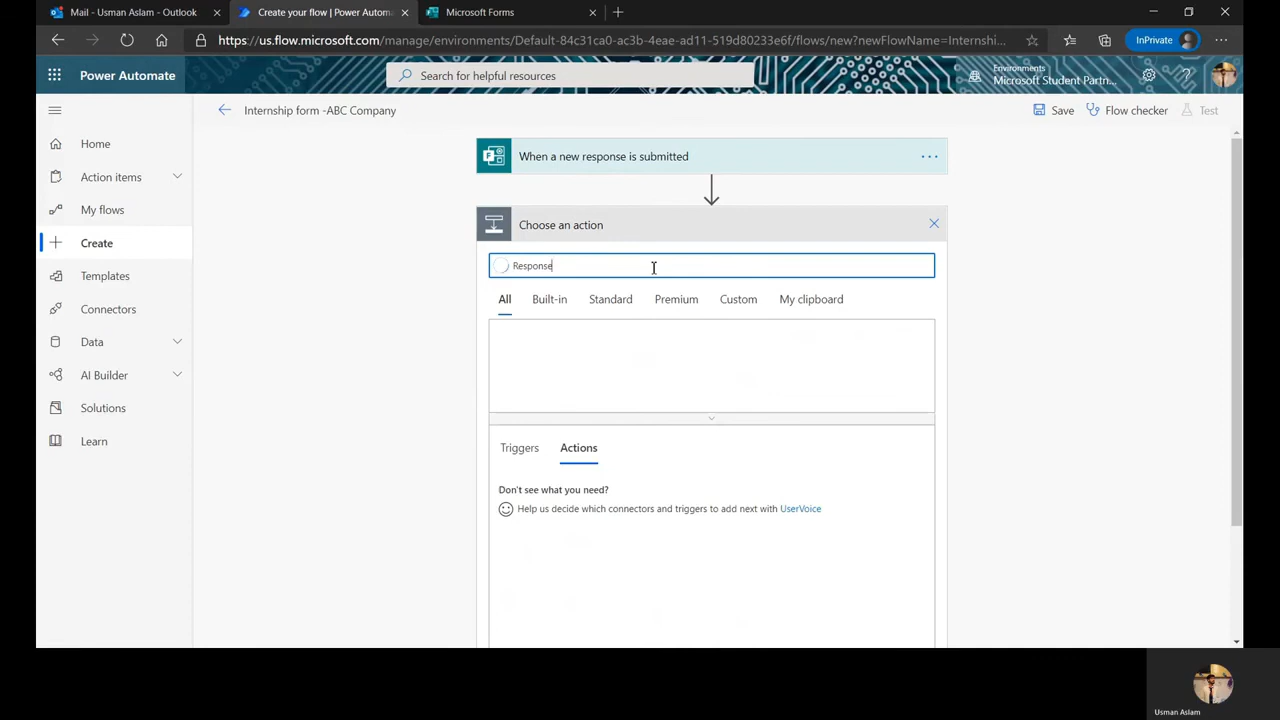 Mail - Usman Aslam - Outlook
Create your flow | Power Automat
Microsoft Forms
https://us.flow.microsoft.com/manage/environments/Default-84c31ca0-ac3b-4eae-ad11-519d80233e6f/flows/new?newFlowName=Internship...
InPrivate
Power Automate
Search for helpful resources
Environments
Microsoft Student Partn...
Internship form -ABC Company
Save
Flow checker
Test
Home
Action items
My flows
Create
Templates
Connectors
Data
AI Builder
Solutions
Learn
When a new response is submitted
Choose an action
Response
All
Built-in
Standard
Premium
Custom
My clipboard
Triggers
Actions
Don't see what you need?
Help us decide which connectors and triggers to add next with UserVoice
Usman Aslam